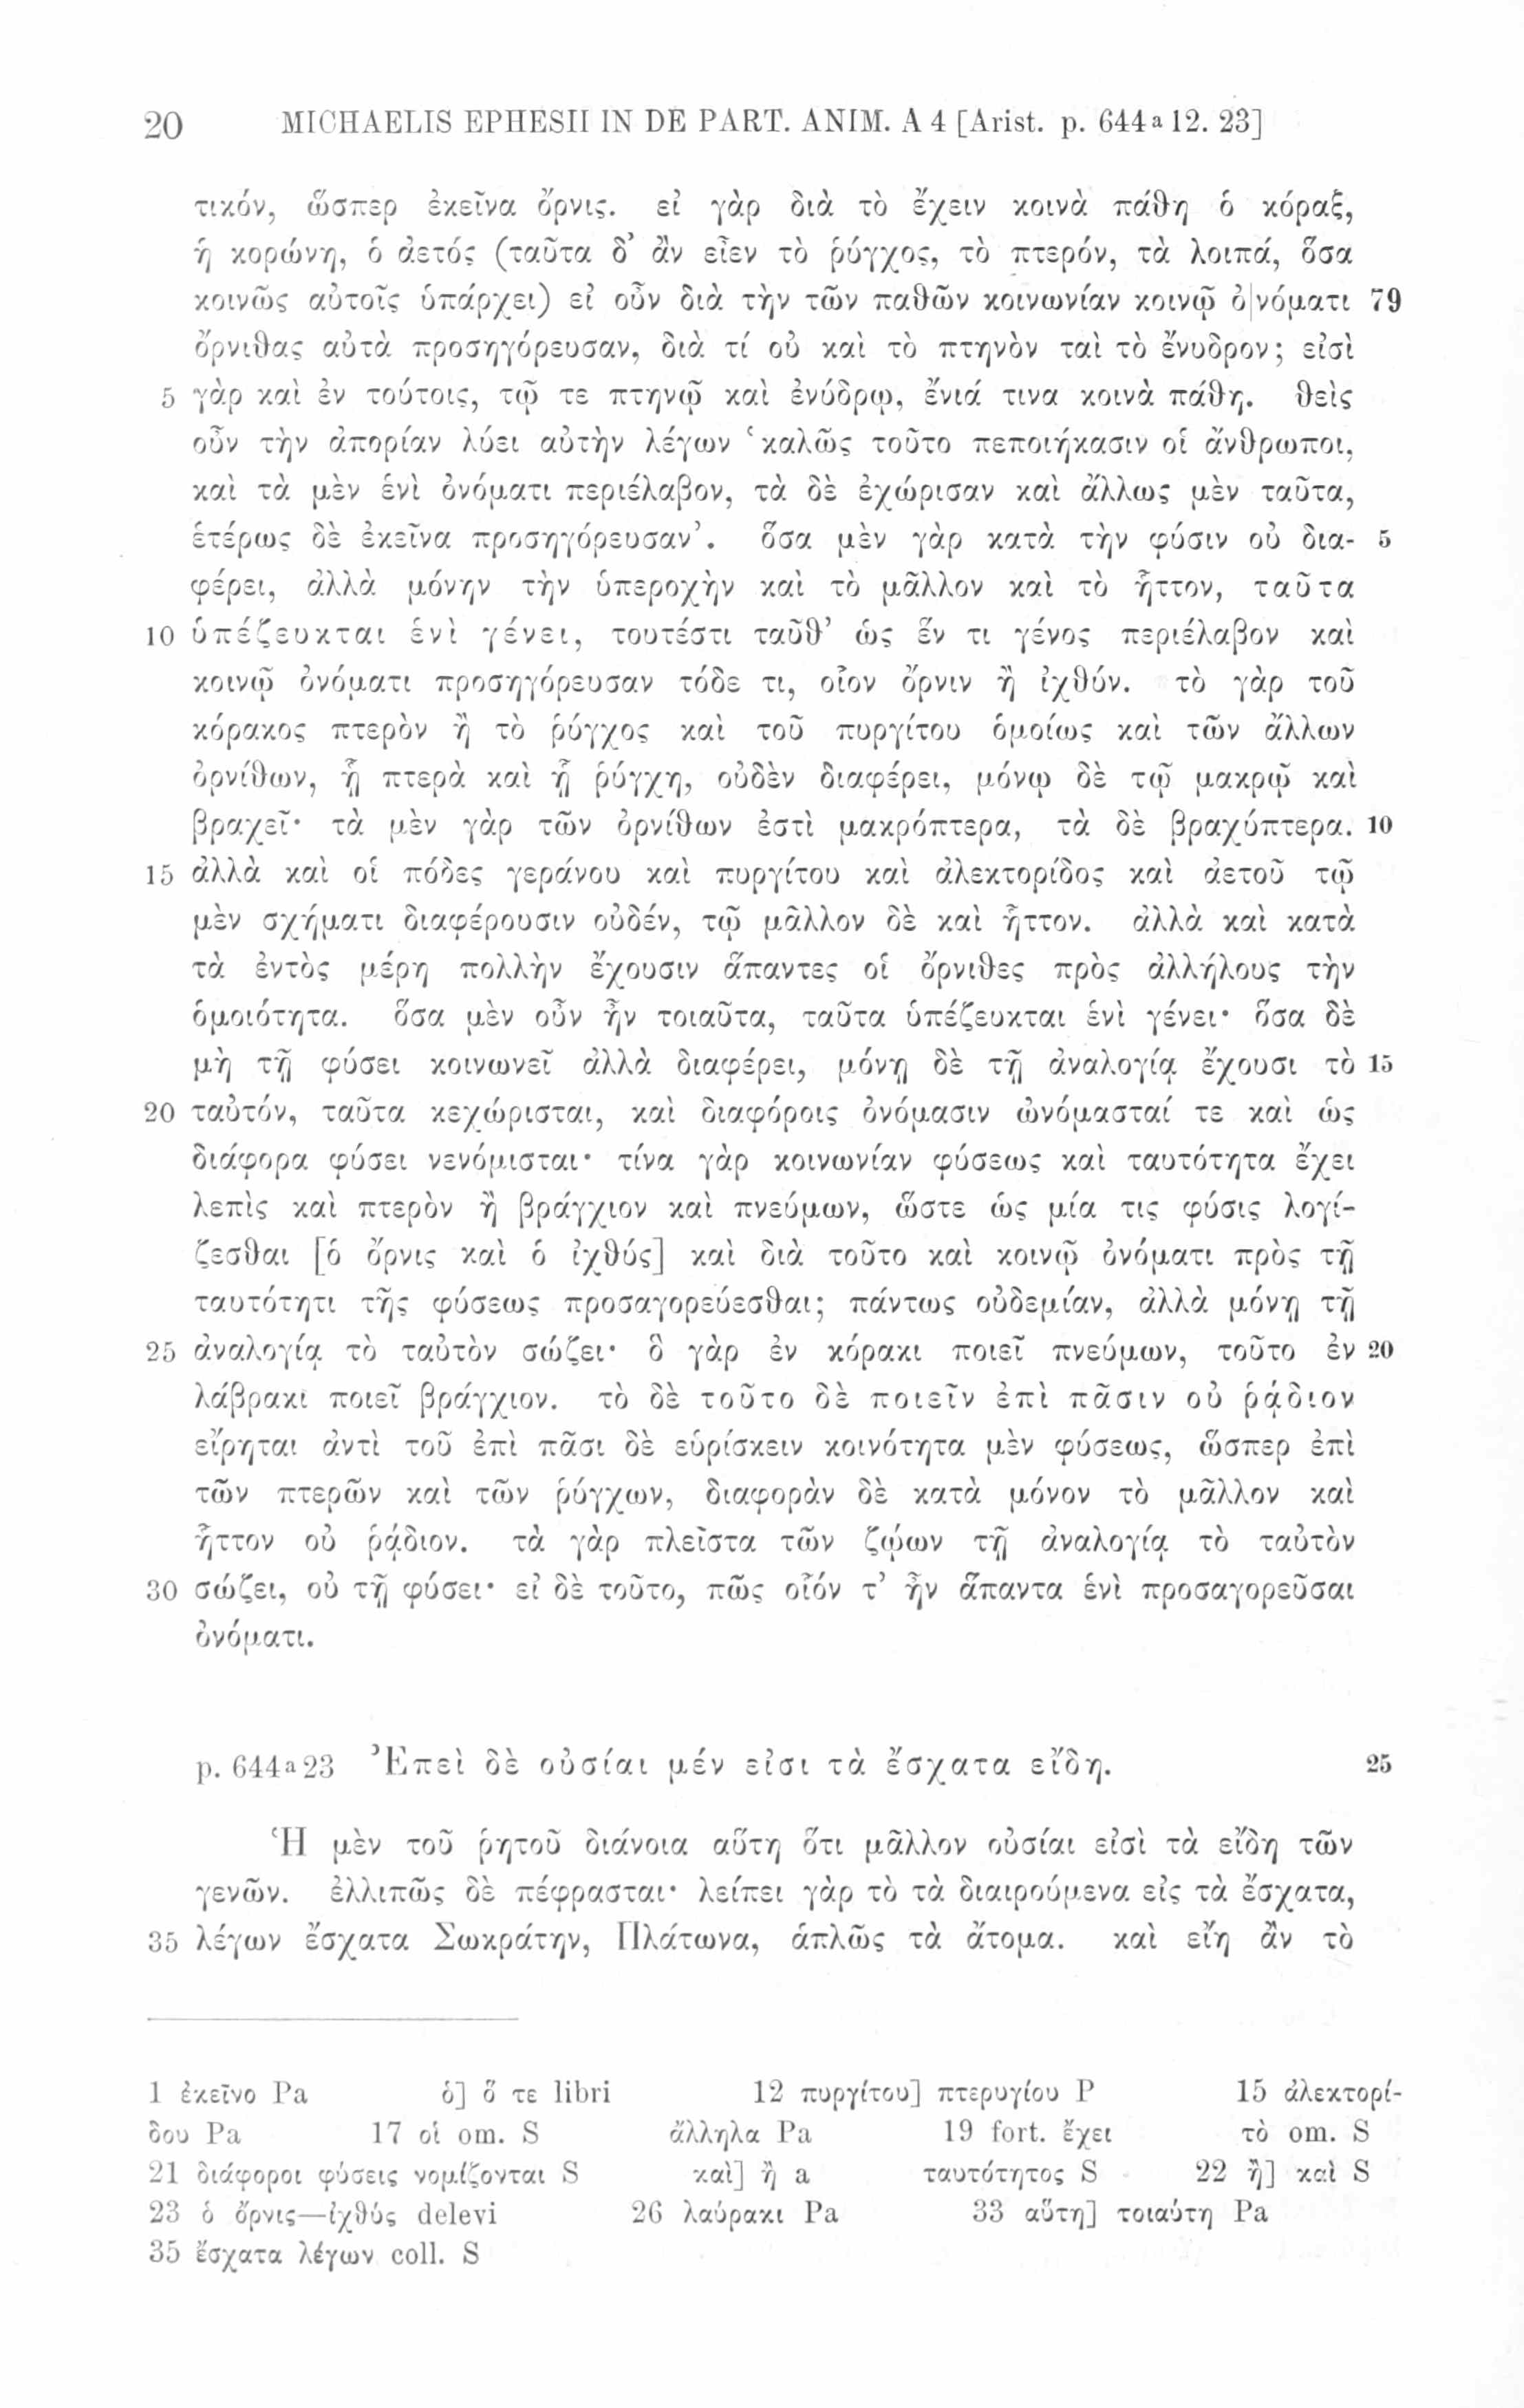 20 MICHAELIS EPHESII IN DE PART. ANIM. A 4 [Arist. p. 644a 12. 23]
τικόν, ὥσπερ ἐκεῖνα ὄρνις. εἰ γὰρ διὰ τὸ ἔχειν κοινὰ πάθη ὁ κόραξ,
ἡ κορώνη, ὁ ἀετός (ταῦτα δ’ ἂν εἶεν τὸ ῥύγχος, τὸ πτερόν, τὰ λοιπά, ὅσα
κοινῶς αὐτοῖς ὑπάρχει) εἰ οὖν διὰ τὴν τῶν παθῶν κοινωνίαν κοινῷ ὀ|νόματι 79
ὄρνιθας αὐτὰ προσηγόρευσαν, διὰ τί οὐ καὶ τὸ πτηνὸν ταὶ τὸ ἔνυδρον; εἰσὶ
5 γὰρ καὶ ἐν τούτοις, τῷ τε πτηνῷ καὶ ἐνύδρῳ, ἔνιά τινα κοινὰ πάθη. θεὶς
οὖν τὴν ἀπορίαν λύει αὐτὴν λέγων ‘καλῶς τοῦτο πεποιήκασιν οἱ ἄνθρωποι,
καὶ τὰ μὲν ἑνὶ ὀνόματι περιέλαβον, τὰ δὲ ἐχώρισαν καὶ ἄλλως μὲν ταῦτα,
ἑτέρως δὲ ἐκεῖνα προσηγόρευσαν’. ὅσα μὲν γὰρ κατὰ τὴν φύσιν οὐ δια- 5
φέρει, ἀλλὰ μόνην τὴν ὑπεροχὴν καὶ τὸ μᾶλλον καὶ τὸ ἧττον, ταῦτα
10 ὑπέζευκται ἑνὶ γένει, τουτέστι ταῦθ’ ὡς ἕν τι γένος περιέλαβον καὶ
κοινῷ ὀνόματι προσηγόρευσαν τόδε τι, οἷον ὄρνιν ἢ ἰχθύν. τὸ γὰρ τοῦ
κόρακος πτερὸν ἢ τὸ ῥύγχος καὶ τοῦ πυργίτου ὁμοίως καὶ τῶν ἄλλων
ὀρνίθων, ᾗ πτερὰ καὶ ᾗ ῥύγχη, οὐδὲν διαφέρει, μόνῳ δὲ τῷ μακρῷ καὶ
βραχεῖ· τὰ μὲν γὰρ τῶν ὀρνίθων ἐστὶ μακρόπτερα, τὰ δὲ βραχύπτερα. 10
15 ἀλλὰ καὶ οἱ πόδες γεράνου καὶ πυργίτου καὶ ἀλεκτορίδος καὶ ἀετοῦ τῷ
μὲν σχήματι διαφέρουσιν οὐδέν, τῷ μᾶλλον δὲ καὶ ἧττον. ἀλλὰ καὶ κατὰ
τὰ ἐντὸς μέρη πολλὴν ἔχουσιν ἅπαντες οἱ ὄρνιθες πρὸς ἀλλήλους τὴν
ὁμοιότητα. ὅσα μὲν οὖν ἦν τοιαῦτα, ταῦτα ὑπέζευκται ἑνὶ γένει· ὅσα δὲ
μὴ τῇ φύσει κοινωνεῖ ἀλλὰ διαφέρει, μόνῃ δὲ τῇ ἀναλογίᾳ ἔχουσι τὸ 15
20 ταὐτόν, ταῦτα κεχώρισται, καὶ διαφόροις ὀνόμασιν ὠνόμασταί τε καὶ ὡς
διάφορα φύσει νενόμισται· τίνα γὰρ κοινωνίαν φύσεως καὶ ταυτότητα ἔχει
λεπὶς καὶ πτερὸν ἢ βράγχιον καὶ πνεύμων, ὥστε ὡς μία τις φύσις λογί-
ζεσθαι [ὁ ὄρνις καὶ ὁ ἰχθύς] καὶ διὰ τοῦτο καὶ κοινῷ ὀνόματι πρὸς τῇ
ταυτότητι τῆς φύσεως προσαγορεύεσθαι; πάντως οὐδεμίαν, ἀλλὰ μόνῃ τῇ
25 ἀναλογίᾳ τὸ ταὐτὸν σώζει· ὃ γὰρ ἐν κόρακι ποιεῖ πνεύμων, τοῦτο ἐν 20
λάβρακι ποιεῖ βράγχιον. τὸ δὲ τοῦτο δὲ ποιεῖν ἐπὶ πᾶσιν οὐ ῥᾴδιον
εἴρηται ἀντὶ τοῦ ἐπὶ πᾶσι δὲ εὑρίσκειν κοινότητα μὲν φύσεως, ὥσπερ ἐπὶ
τῶν πτερῶν καὶ τῶν ῥύγχων, διαφορὰν δὲ κατὰ μόνον τὸ μᾶλλον καὶ
ἧττον οὐ ῥᾴδιον. τὰ γὰρ πλεῖστα τῶν ζῴων τῇ ἀναλογίᾳ τὸ ταὐτὸν
30 σώζει, οὐ τῇ φύσει· εἰ δὲ τοῦτο, πῶς οἷόν τ’ ἦν ἅπαντα ἑνὶ προσαγορεῦσαι
ὀνόματι.
p. 644a23 Ἐπεὶ δὲ οὐσίαι μέν εἰσι τὰ ἔσχατα εἴδη. 25
Ἡ μὲν τοῦ ῥητοῦ διάνοια αὕτη ὅτι μᾶλλον οὐσίαι εἰσὶ τὰ εἴδη τῶν
γενῶν. ἐλλιπῶς δὲ πέφρασται· λείπει γὰρ τὸ τὰ διαιρούμενα εἰς τὰ ἔσχατα,
35 λέγων ἔσχατα Σωκράτην, Πλάτωνα, ἁπλῶς τὰ ἄτομα. καὶ εἴη ἂν τὸ
1 ἐκεῖνο Pa ὁ] ὅ τε libri 12 πυργίτου] πτερυγίου P 15 ἀλεκτορί-
δου Pa 17 οἱ om. S ἄλληλα Pa 19 fort. ἔχει τὸ om. S
21 διάφοροι φύσεις νομίζονται S καὶ] ἢ a ταυτότητος S 22 ἢ] καὶ S
23 ὁ ὄρνις—ἰχθύς delevi 26 λαύρακι Pa 33 αὕτη] τοιαύτη Pa
35 ἔσχατα λέγων coll. S